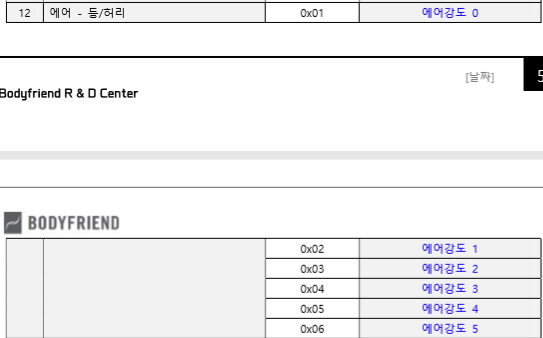 12 에어 - 등/허리 0x01 에어강도 0
[날짜] 5
Bodyfriend R & D Center
BODYFRIEND
0x02 에어강도 1
0x03 에어강도 2
0x04 에어강도 3
0x05 에어강도 4
0x06 에어강도 5